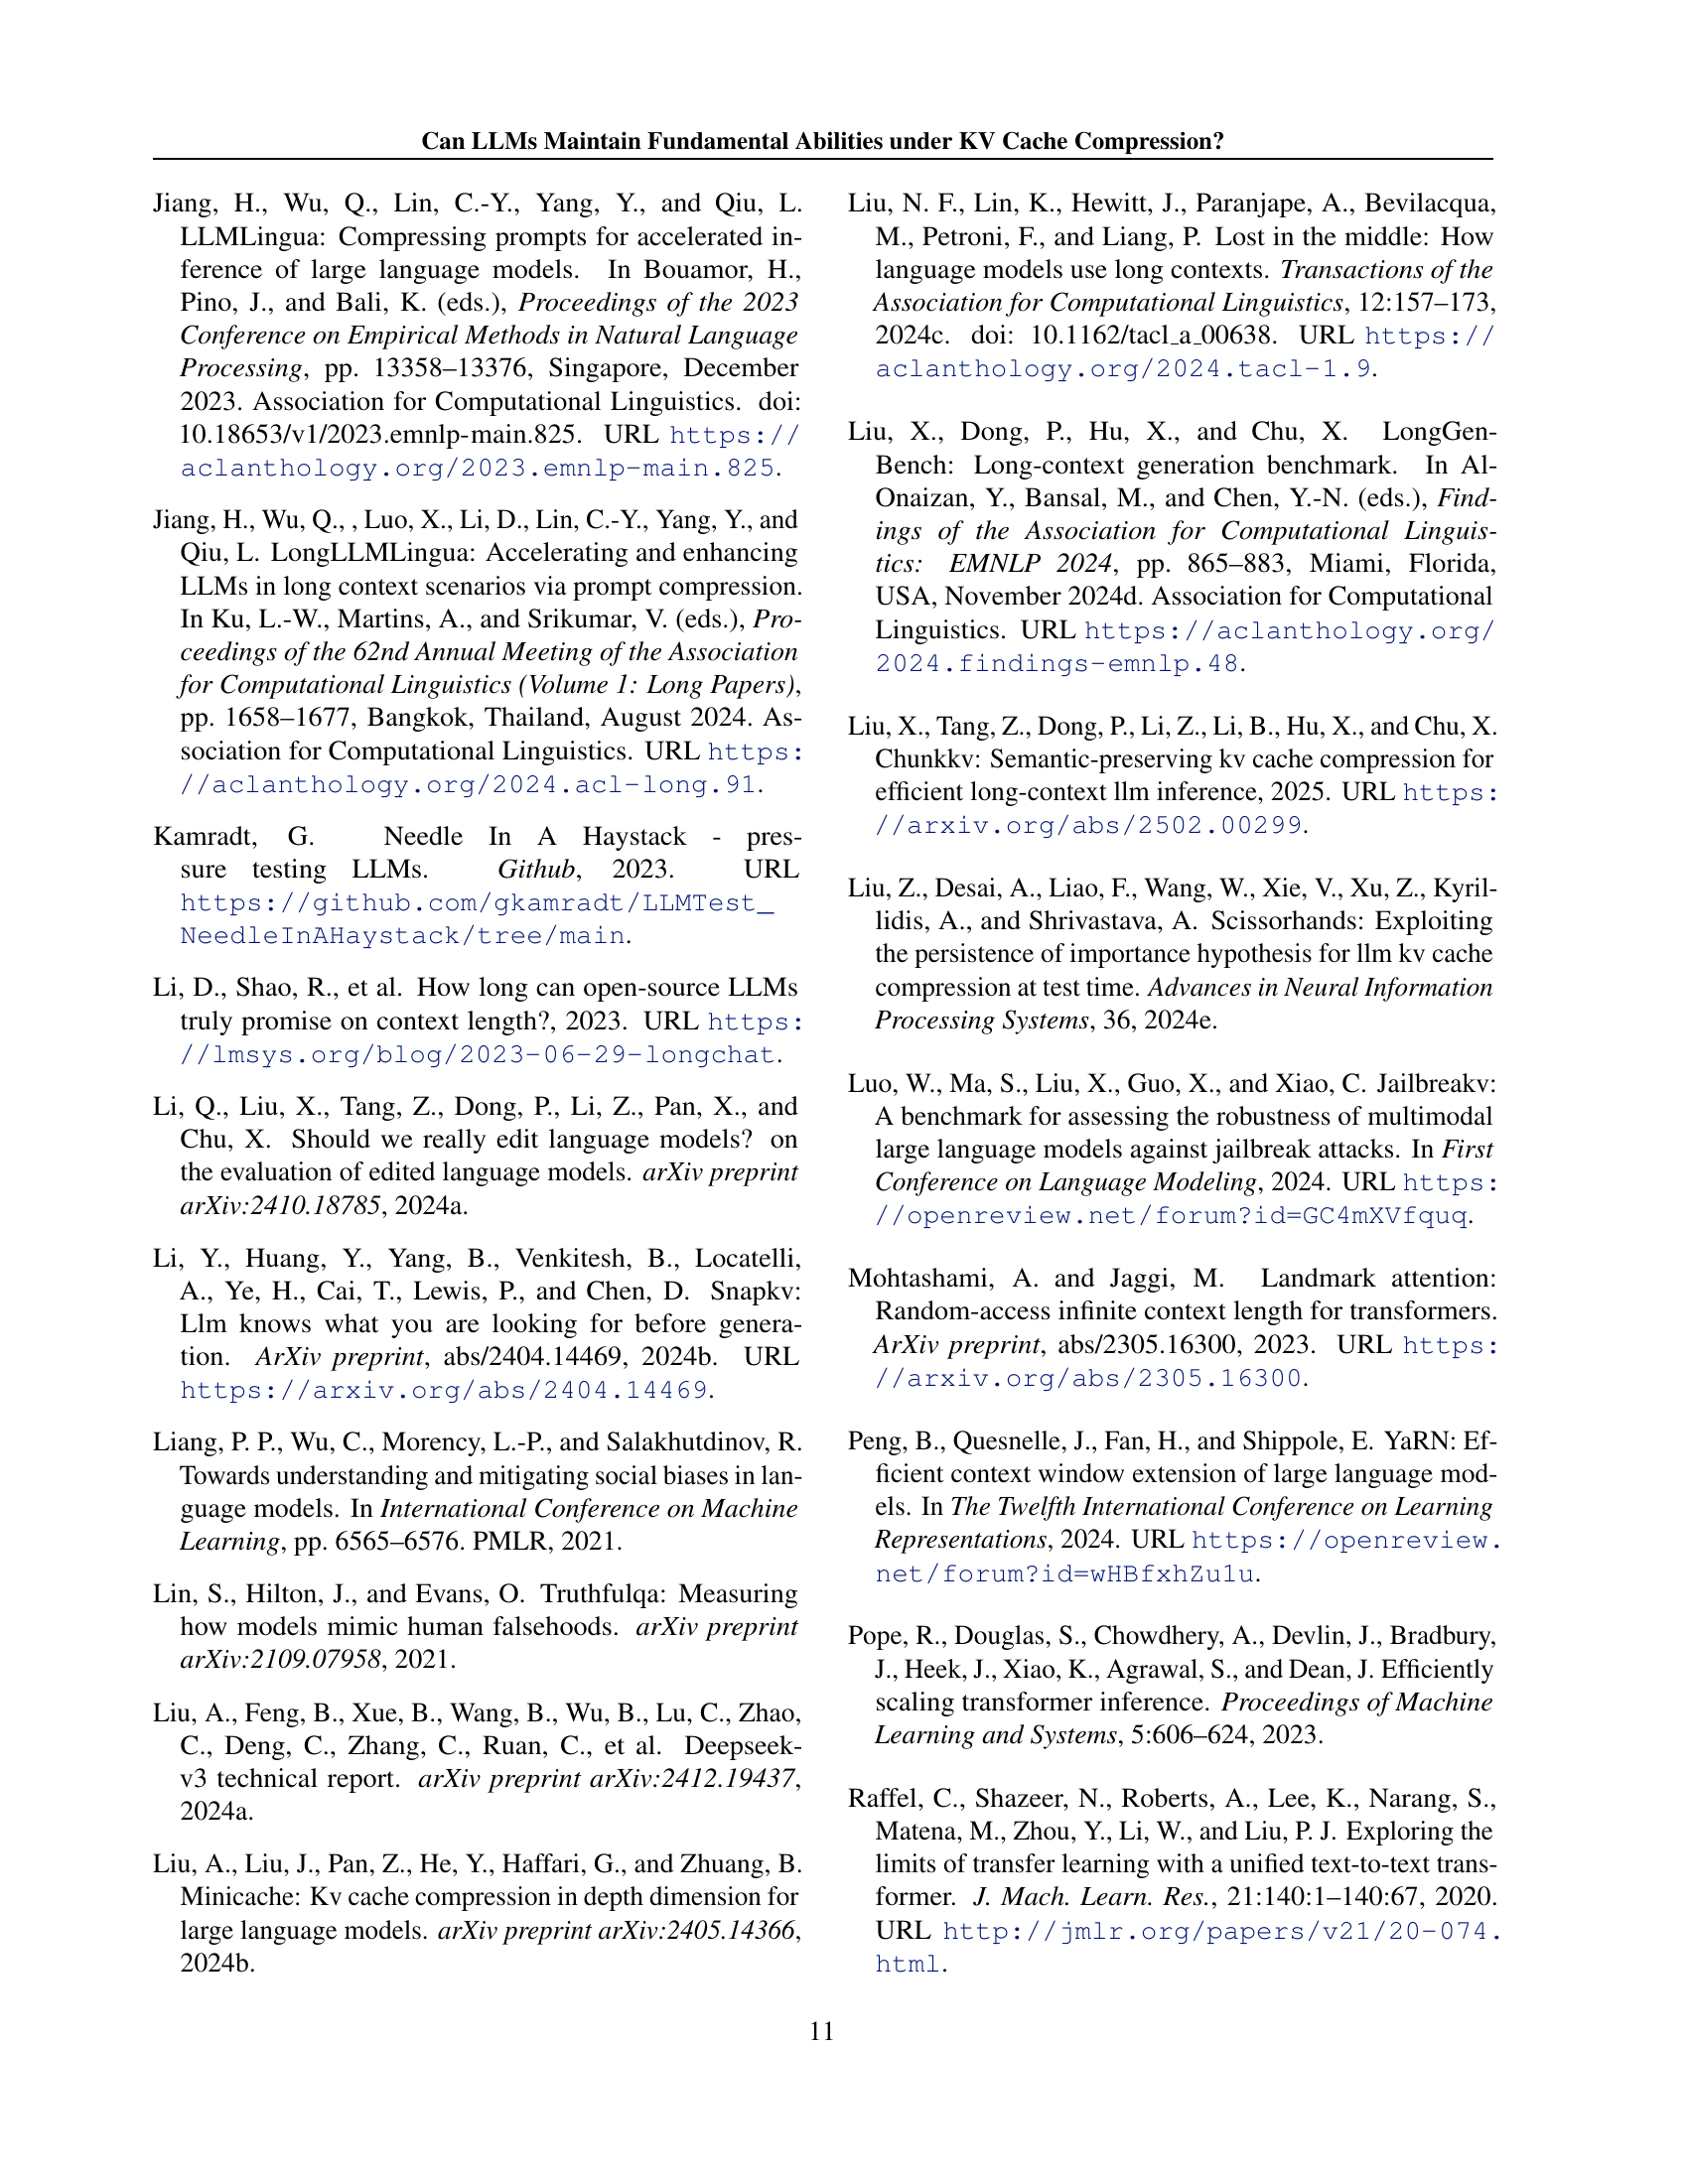 Can LLMs Maintain Fundamental Abilities under KV Cache Compression?
Jiang, H., Wu, Q., Lin, C.-Y., Yang, Y., and Qiu, L.
LLMLingua: Compressing prompts for accelerated in-
ference of large language models. In Bouamor, H.,
Pino, J., and Bali, K. (eds.), Proceedings of the 2023
Conference on Empirical Methods in Natural Language
Processing, pp. 13358–13376, Singapore, December
2023. Association for Computational Linguistics. doi:
10.18653/v1/2023.emnlp-main.825. URL https://
aclanthology.org/2023.emnlp-main.825.
Jiang, H., Wu, Q., , Luo, X., Li, D., Lin, C.-Y., Yang, Y., and
Qiu, L. LongLLMLingua: Accelerating and enhancing
LLMs in long context scenarios via prompt compression.
In Ku, L.-W., Martins, A., and Srikumar, V. (eds.), Pro-
ceedings of the 62nd Annual Meeting of the Association
for Computational Linguistics (Volume 1: Long Papers),
pp. 1658–1677, Bangkok, Thailand, August 2024. As-
sociation for Computational Linguistics. URL https:
//aclanthology.org/2024.acl-long.91.
Kamradt, G. Needle In A Haystack - pres-
sure testing LLMs. Github, 2023. URL
https://github.com/gkamradt/LLMTest_
NeedleInAHaystack/tree/main.
Li, D., Shao, R., et al. How long can open-source LLMs
truly promise on context length?, 2023. URL https:
//lmsys.org/blog/2023-06-29-longchat.
Li, Q., Liu, X., Tang, Z., Dong, P., Li, Z., Pan, X., and
Chu, X. Should we really edit language models? on
the evaluation of edited language models. arXiv preprint
arXiv:2410.18785, 2024a.
Li, Y., Huang, Y., Yang, B., Venkitesh, B., Locatelli,
A., Ye, H., Cai, T., Lewis, P., and Chen, D. Snapkv:
Llm knows what you are looking for before genera-
tion. ArXiv preprint, abs/2404.14469, 2024b. URL
https://arxiv.org/abs/2404.14469.
Liang, P. P., Wu, C., Morency, L.-P., and Salakhutdinov, R.
Towards understanding and mitigating social biases in lan-
guage models. In International Conference on Machine
Learning, pp. 6565–6576. PMLR, 2021.
Lin, S., Hilton, J., and Evans, O. Truthfulqa: Measuring
how models mimic human falsehoods. arXiv preprint
arXiv:2109.07958, 2021.
Liu, A., Feng, B., Xue, B., Wang, B., Wu, B., Lu, C., Zhao,
C., Deng, C., Zhang, C., Ruan, C., et al. Deepseek-
v3 technical report. arXiv preprint arXiv:2412.19437,
2024a.
Liu, A., Liu, J., Pan, Z., He, Y., Haffari, G., and Zhuang, B.
Minicache: Kv cache compression in depth dimension for
large language models. arXiv preprint arXiv:2405.14366,
2024b.
Liu, N. F., Lin, K., Hewitt, J., Paranjape, A., Bevilacqua,
M., Petroni, F., and Liang, P. Lost in the middle: How
language models use long contexts. Transactions of the
Association for Computational Linguistics, 12:157–173,
2024c. doi: 10.1162/tacl_a_00638. URL https://
aclanthology.org/2024.tacl-1.9.
Liu, X., Dong, P., Hu, X., and Chu, X. LongGen-
Bench: Long-context generation benchmark. In Al-
Onaizan, Y., Bansal, M., and Chen, Y.-N. (eds.), Find-
ings of the Association for Computational Linguis-
tics: EMNLP 2024, pp. 865–883, Miami, Florida,
USA, November 2024d. Association for Computational
Linguistics. URL https://aclanthology.org/
2024.findings-emnlp.48.
Liu, X., Tang, Z., Dong, P., Li, Z., Li, B., Hu, X., and Chu, X.
Chunkkv: Semantic-preserving kv cache compression for
efficient long-context llm inference, 2025. URL https:
//arxiv.org/abs/2502.00299.
Liu, Z., Desai, A., Liao, F., Wang, W., Xie, V., Xu, Z., Kyril-
lidis, A., and Shrivastava, A. Scissorhands: Exploiting
the persistence of importance hypothesis for llm kv cache
compression at test time. Advances in Neural Information
Processing Systems, 36, 2024e.
Luo, W., Ma, S., Liu, X., Guo, X., and Xiao, C. Jailbreakv:
A benchmark for assessing the robustness of multimodal
large language models against jailbreak attacks. In First
Conference on Language Modeling, 2024. URL https:
//openreview.net/forum?id=GC4mXVfquq.
Mohtashami, A. and Jaggi, M. Landmark attention:
Random-access infinite context length for transformers.
ArXiv preprint, abs/2305.16300, 2023. URL https:
//arxiv.org/abs/2305.16300.
Peng, B., Quesnelle, J., Fan, H., and Shippole, E. YaRN: Ef-
ficient context window extension of large language mod-
els. In The Twelfth International Conference on Learning
Representations, 2024. URL https://openreview.
net/forum?id=wHBfxhZu1u.
Pope, R., Douglas, S., Chowdhery, A., Devlin, J., Bradbury,
J., Heek, J., Xiao, K., Agrawal, S., and Dean, J. Efficiently
scaling transformer inference. Proceedings of Machine
Learning and Systems, 5:606–624, 2023.
Raffel, C., Shazeer, N., Roberts, A., Lee, K., Narang, S.,
Matena, M., Zhou, Y., Li, W., and Liu, P. J. Exploring the
limits of transfer learning with a unified text-to-text trans-
former. J. Mach. Learn. Res., 21:140:1–140:67, 2020.
URL http://jmlr.org/papers/v21/20-074.
html.
11